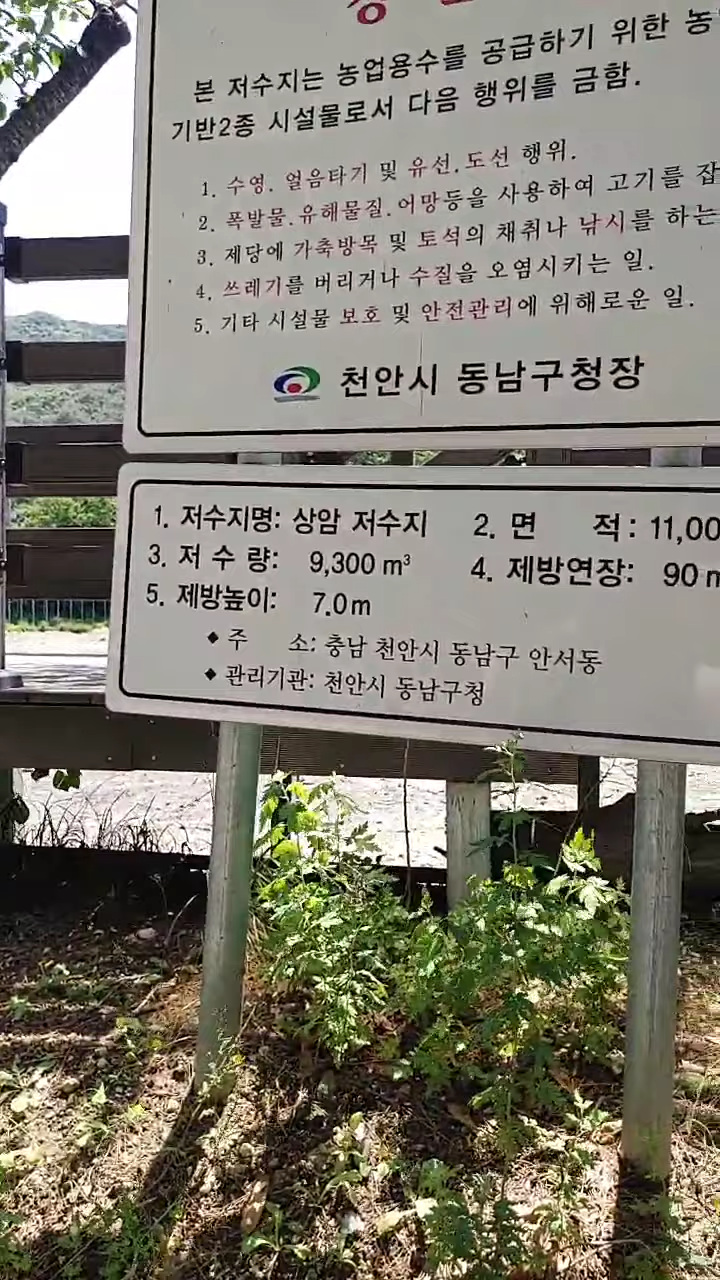 본 저수지는 농업용수를 공급하기 위한 농
기반2종 시설물로서 다음 행위를 금함.
1. 수영. 얼음타기 및 유선.도선 행위.
2. 폭발물.유해물질.어망등을 사용하여 고기를 잡
3. 제당에 가축방목 및 토석의 채취나 낚시를 하는
4. 쓰레기를 버리거나 수질을 오염시키는 일.
5. 기타 시설물 보호 및 안전관리에 위해로운 일.
천안시 동남구청장
1. 저수지명: 상암 저수지 2. 면 적: 11,00
3. 저 수 량: 9,300 m³ 4. 제방연장: 90 m
5. 제방높이: 7.0m
◆ 주 소: 충남 천안시 동남구 안서동
◆ 관리기관: 천안시 동남구청